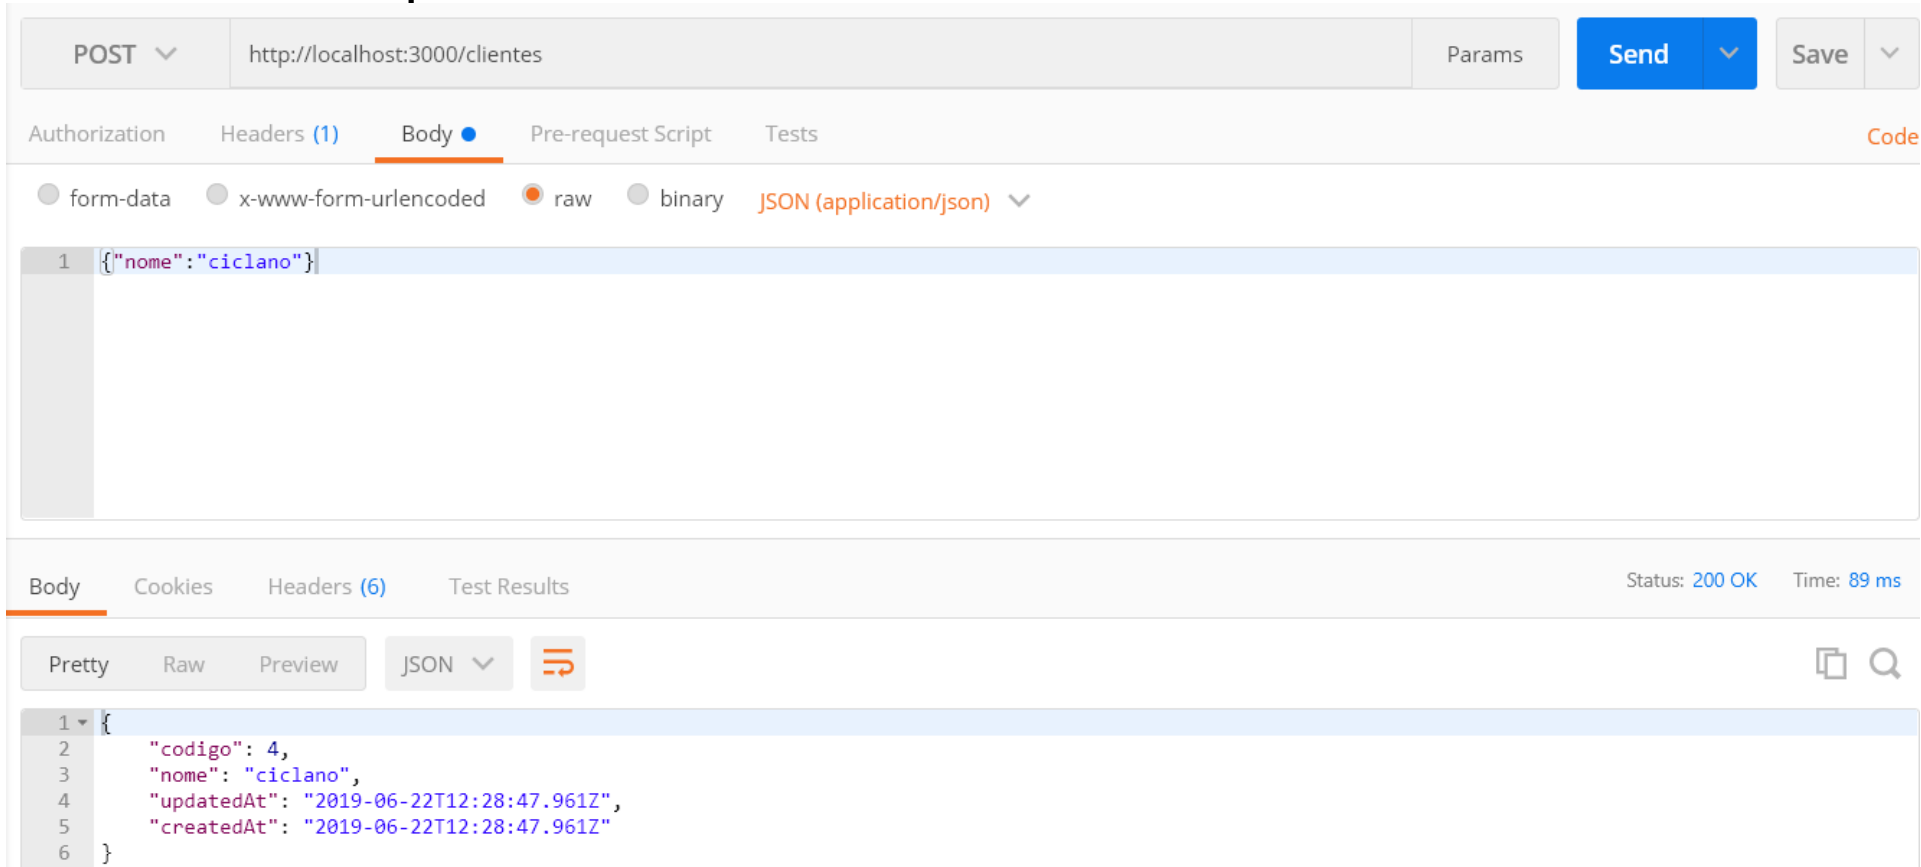 POST http://localhost:3000/clientes Params Send Save
Authorization Headers (1) Body Pre-request Script Tests Code
form-data x-www-form-urlencoded raw binary JSON (application/json)
1 {"nome":"ciclano"}
Body Cookies Headers (6) Test Results Status: 200 OK Time: 89 ms
Pretty Raw Preview JSON
1 {
2 "codigo": 4,
3 "nome": "ciclano",
4 "updatedAt": "2019-06-22T12:28:47.961Z",
5 "createdAt": "2019-06-22T12:28:47.961Z"
6 }